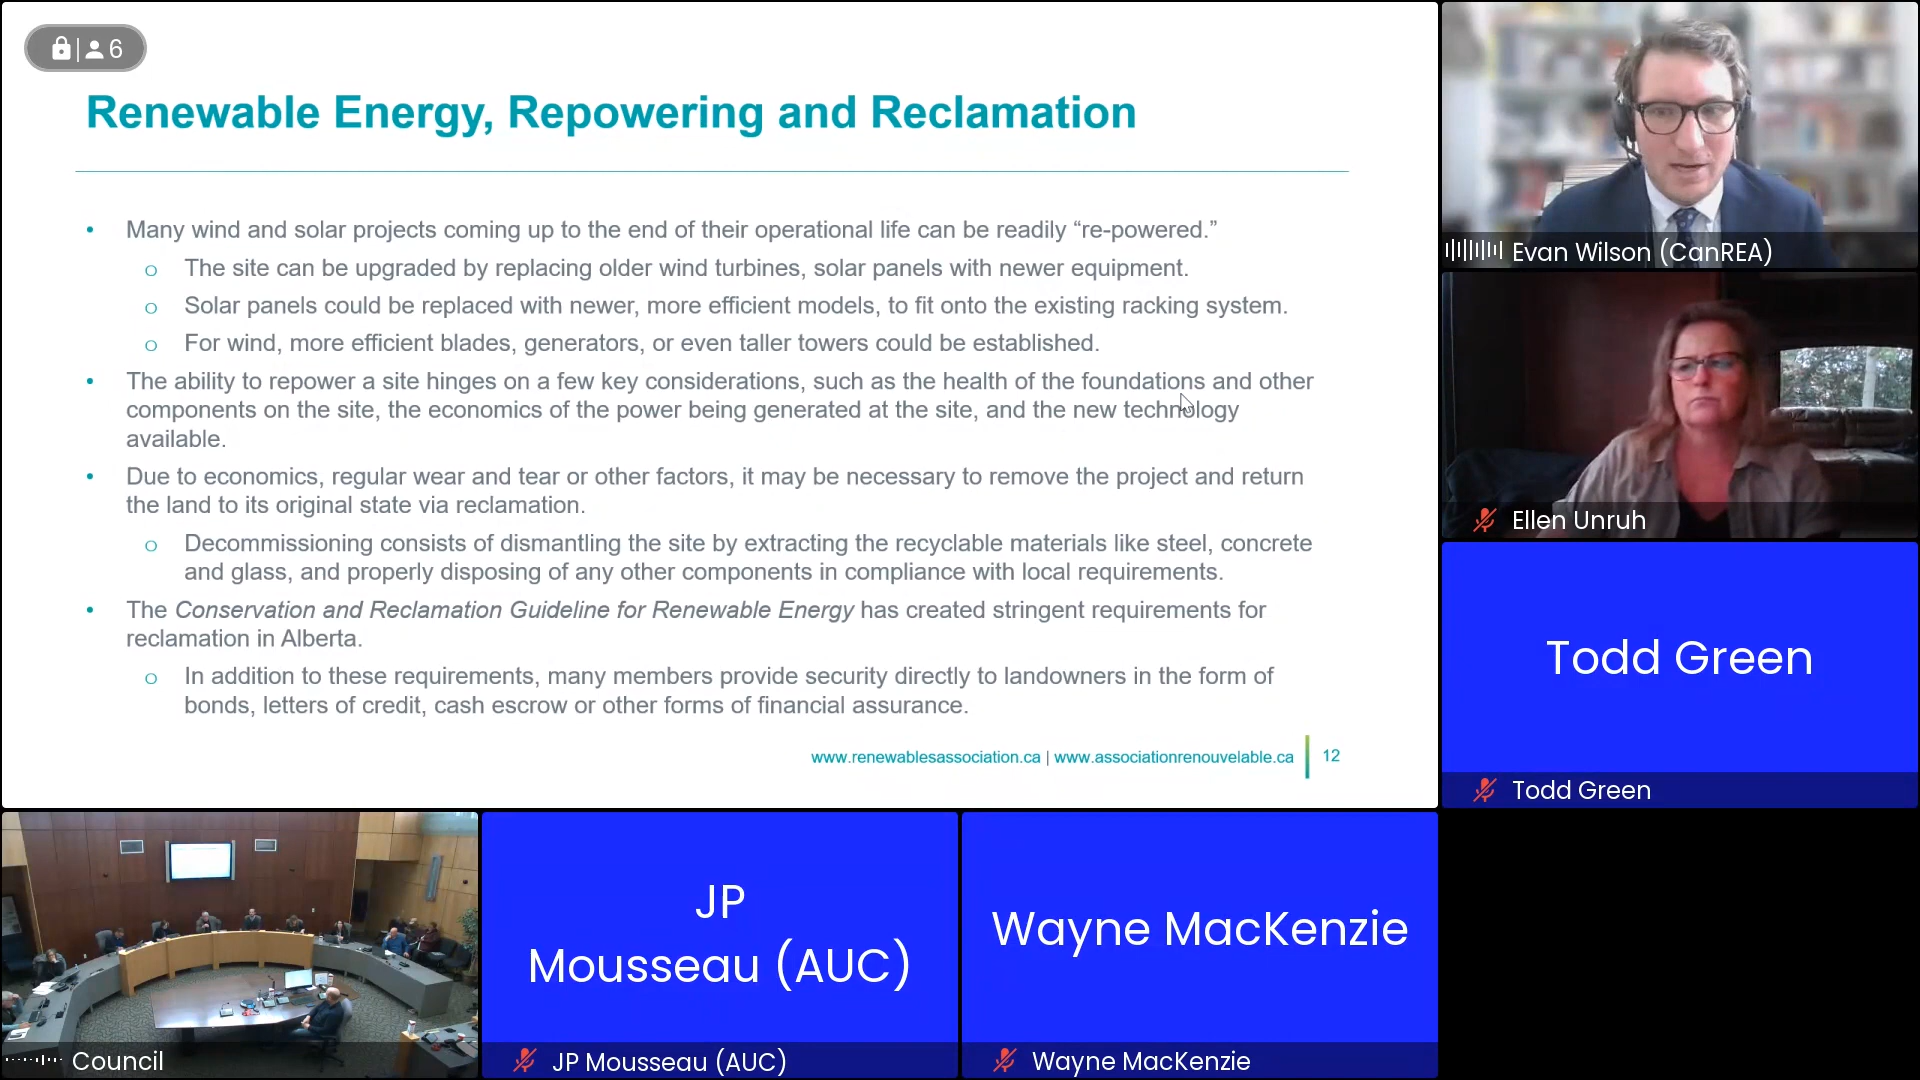 6
Renewable Energy, Repowering and Reclamation
• Many wind and solar projects coming up to the end of their operational life can be readily “re-powered.”
o The site can be upgraded by replacing older wind turbines, solar panels with newer equipment.
o Solar panels could be replaced with newer, more efficient models, to fit onto the existing racking system.
o For wind, more efficient blades, generators, or even taller towers could be established.
• The ability to repower a site hinges on a few key considerations, such as the health of the foundations and other
components on the site, the economics of the power being generated at the site, and the new technology
available.
• Due to economics, regular wear and tear or other factors, it may be necessary to remove the project and return
the land to its original state via reclamation.
o Decommissioning consists of dismantling the site by extracting the recyclable materials like steel, concrete
and glass, and properly disposing of any other components in compliance with local requirements.
• The Conservation and Reclamation Guideline for Renewable Energy has created stringent requirements for
reclamation in Alberta.
o In addition to these requirements, many members provide security directly to landowners in the form of
bonds, letters of credit, cash escrow or other forms of financial assurance.
www.renewablesassociation.ca | www.associationrenouvelable.ca 12
Evan Wilson (CanREA)
Ellen Unruh
Todd Green
Todd Green
Council
JP
Mousseau (AUC)
JP Mousseau (AUC)
Wayne MacKenzie
Wayne MacKenzie